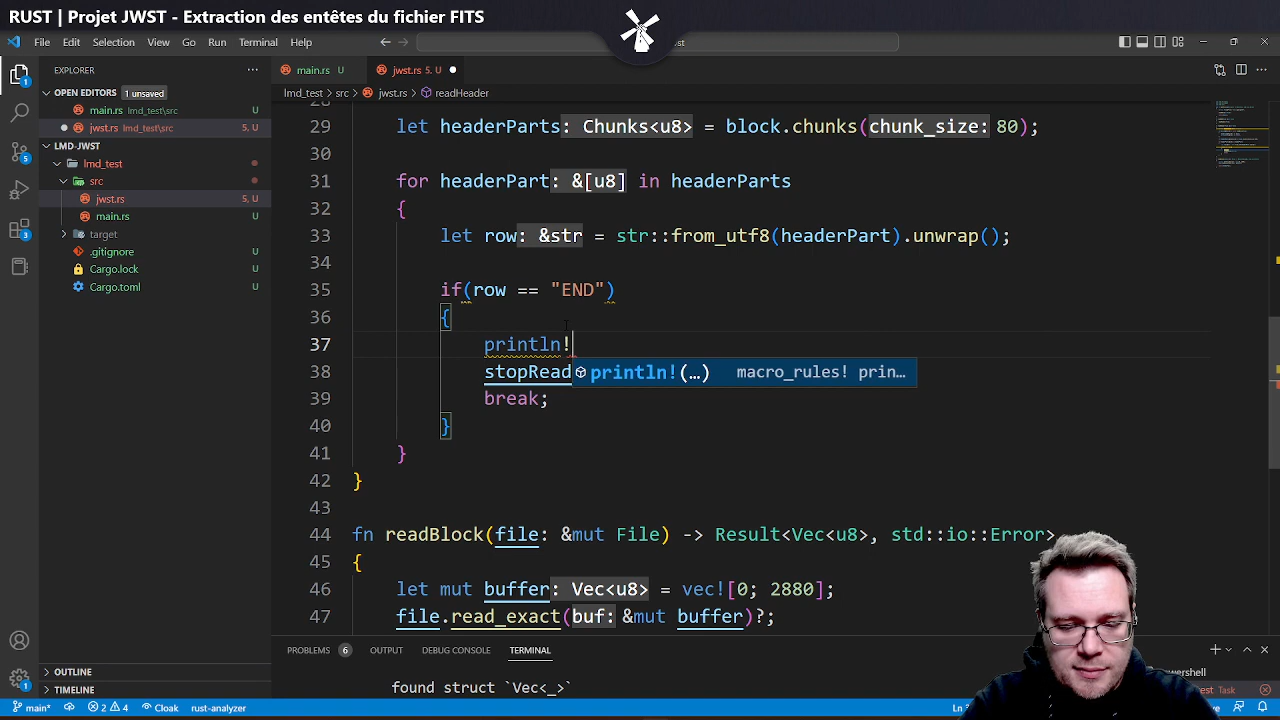 RUST | Projet JWST - Extraction des entêtes du fichier FITS
File Edit Selection View Go Run Terminal Help
EXPLORER
main.rs U
jwst.rs 5, U
OPEN EDITORS 1 unsaved
lmd_test > src > jwst.rs > readHeader
main.rs lmd_test\src U
jwst.rs lmd_test\src 5, U
LMD-JWST
lmd_test
src
jwst.rs 5, U
main.rs U
target
.gitignore U
Cargo.lock U
Cargo.toml U
29 let headerParts: Chunks<u8> = block.chunks(chunk_size: 80);
30
31 for headerPart: &[u8] in headerParts
32 {
33 let row: &str = str::from_utf8(headerPart).unwrap();
34
35 if(row == "END")
36 {
37 println!
38 stopRead
println!(…) macro_rules! prin…
39 break;
40 }
41 }
42 }
43
44 fn readBlock(file: &mut File) -> Result<Vec<u8>, std::io::Error>
45 {
46 let mut buffer: Vec<u8> = vec![0; 2880];
47 file.read_exact(buf: &mut buffer)?;
PROBLEMS 6 OUTPUT DEBUG CONSOLE TERMINAL
found struct `Vec<_>`
OUTLINE
TIMELINE
main* 2 4 Cloak rust-analyzer